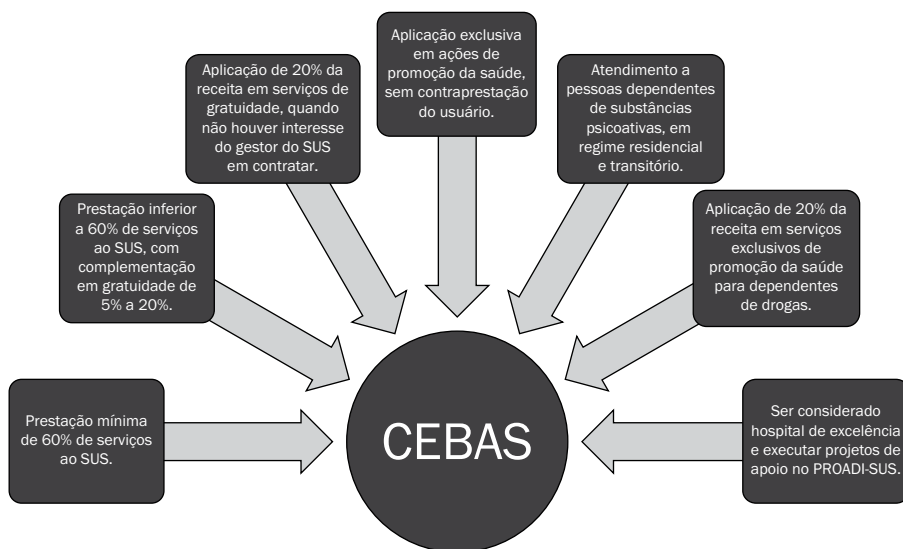 Prestação mínima
de 60% de serviços
ao SUS.
Prestação inferior
a 60% de serviços
ao SUS, com
complementação
em gratuidade de
5% a 20%.
Aplicação de 20% da
receita em serviços de
gratuidade, quando
não houver interesse
do gestor do SUS
em contratar.
Aplicação exclusiva
em ações de
promoção da saúde,
sem contraprestação
do usuário.
Atendimento a
pessoas dependentes
de substâncias
psicoativas, em
regime residencial
e transitório.
Aplicação de 20% da
receita em serviços
exclusivos de
promoção da saúde
para dependentes
de drogas.
Ser considerado
hospital de excelência
e executar projetos de
apoio no PROADI-SUS.
CEBAS